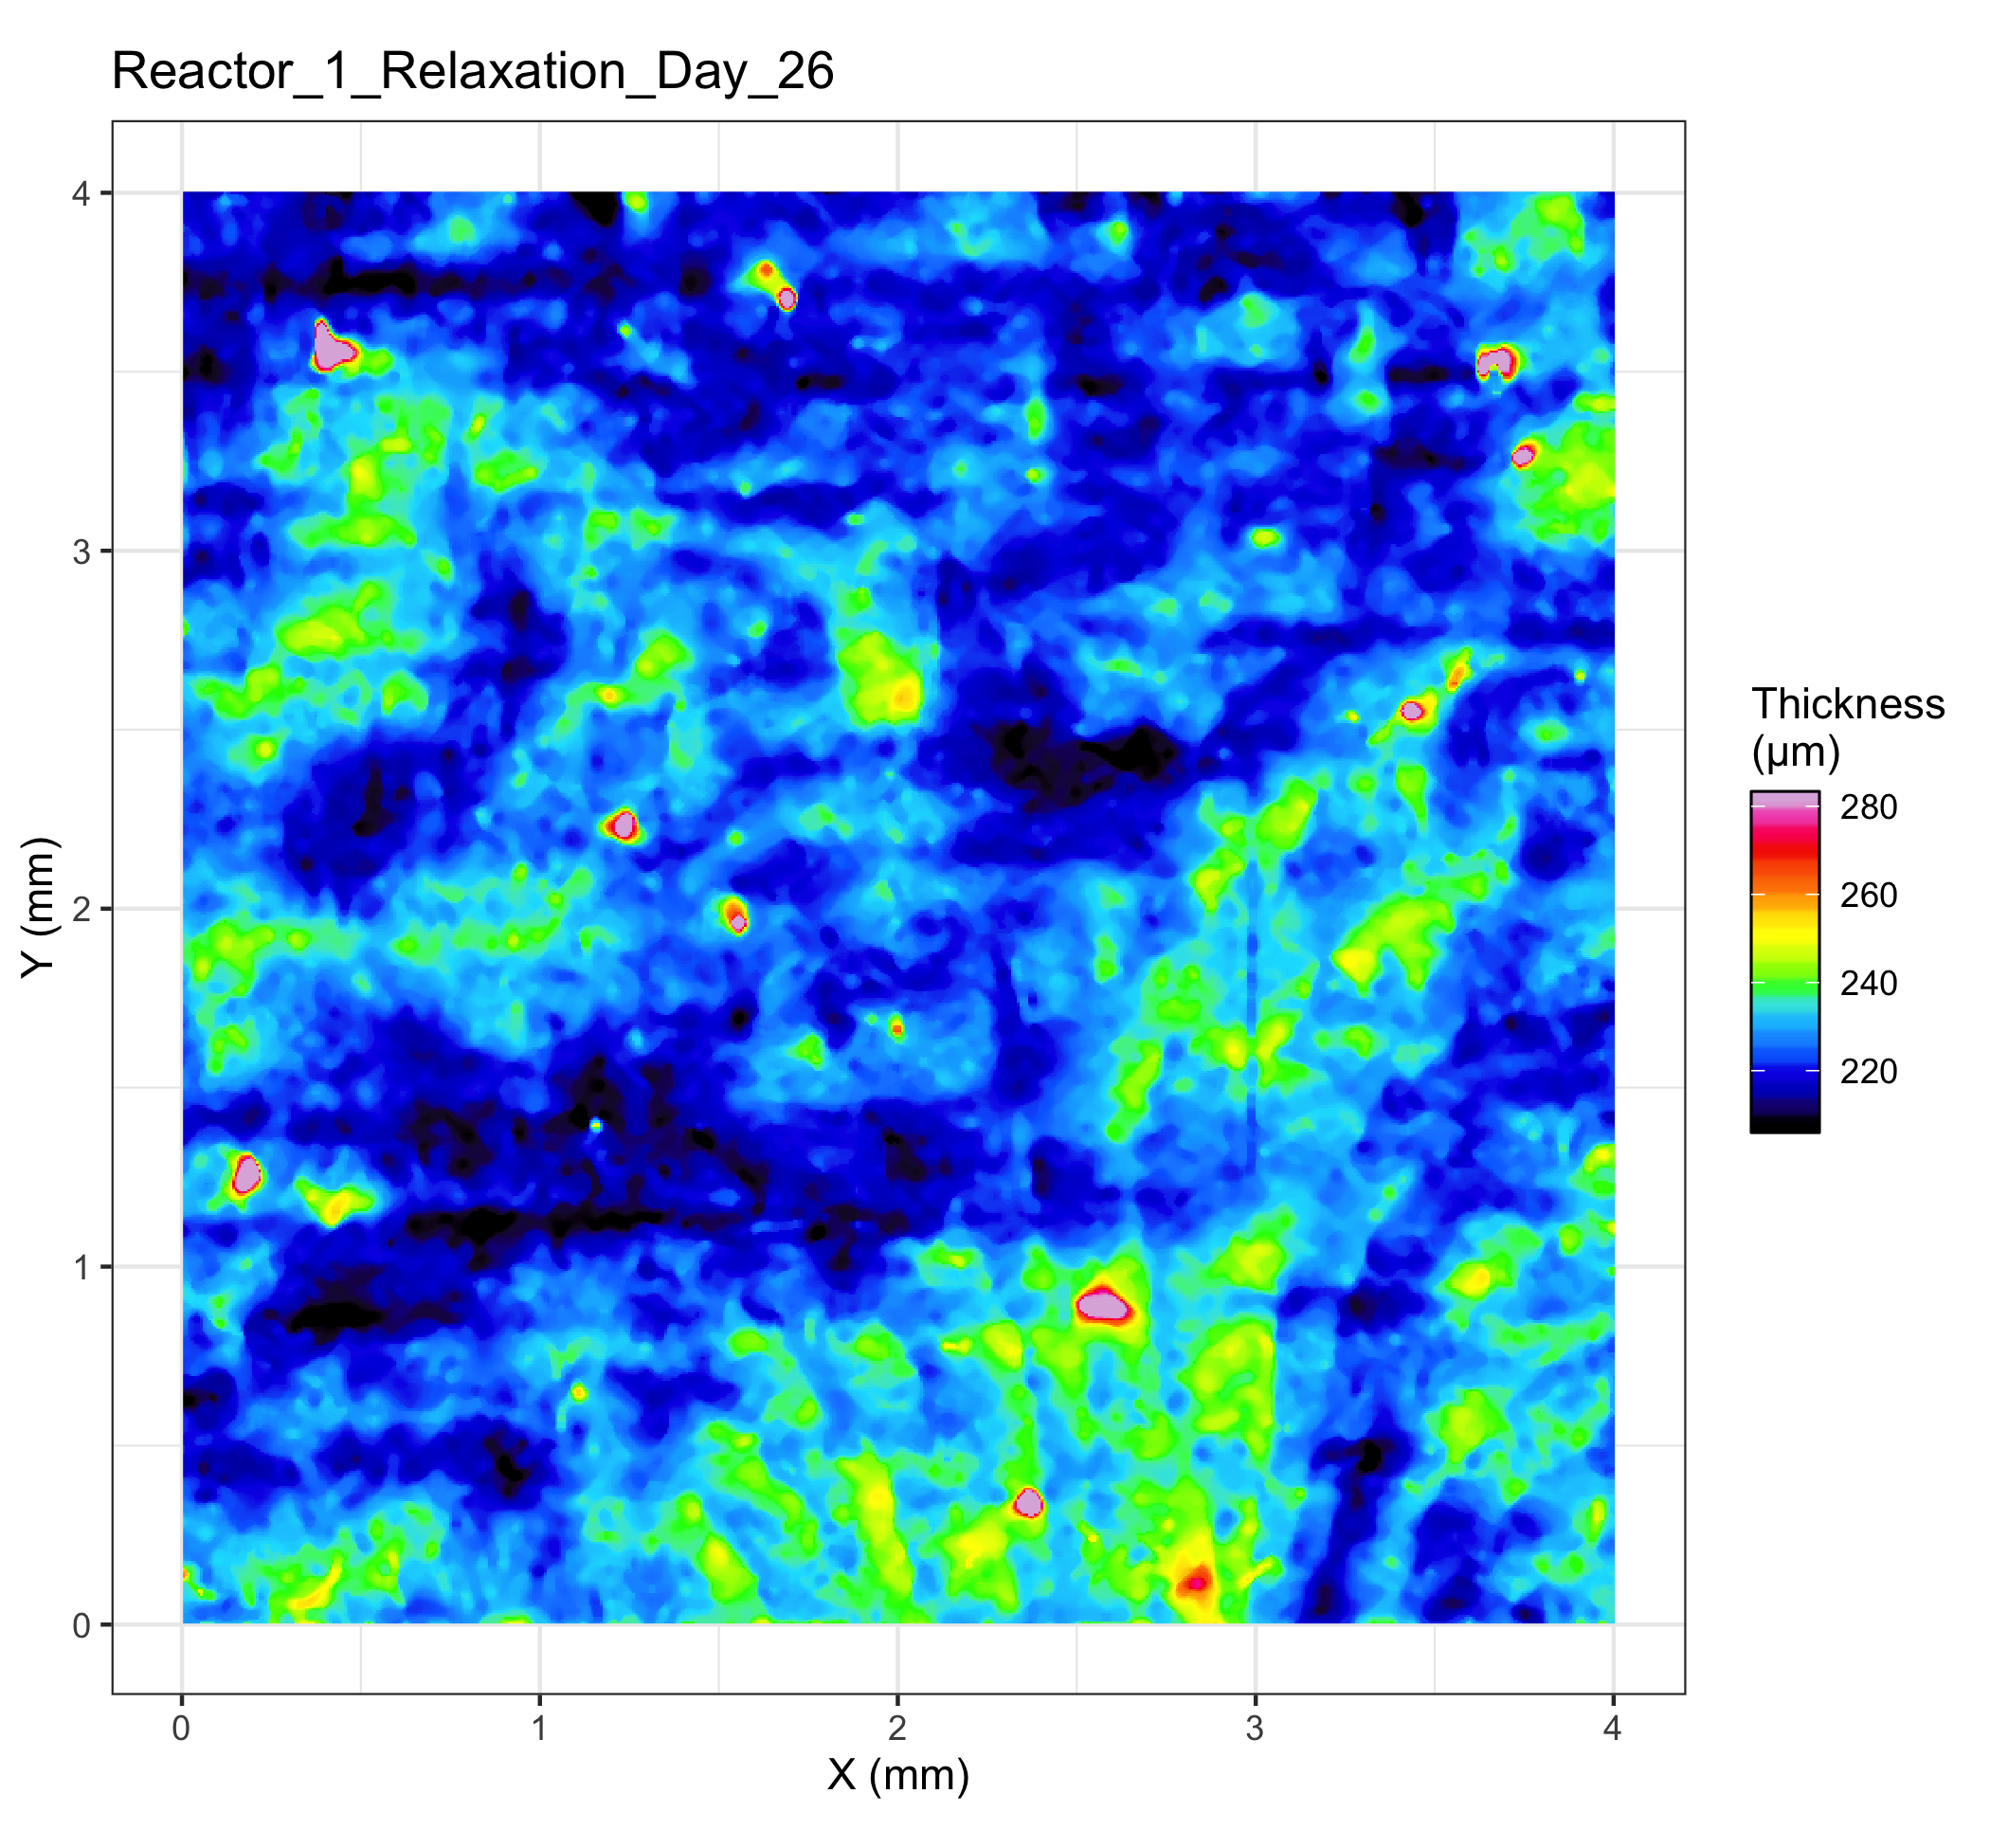 Reactor_1_Relaxation_Day_26
4
3
2
1
0
Y (mm)
0 1 2 3 4
X (mm)
Thickness
(µm)
280
260
240
220